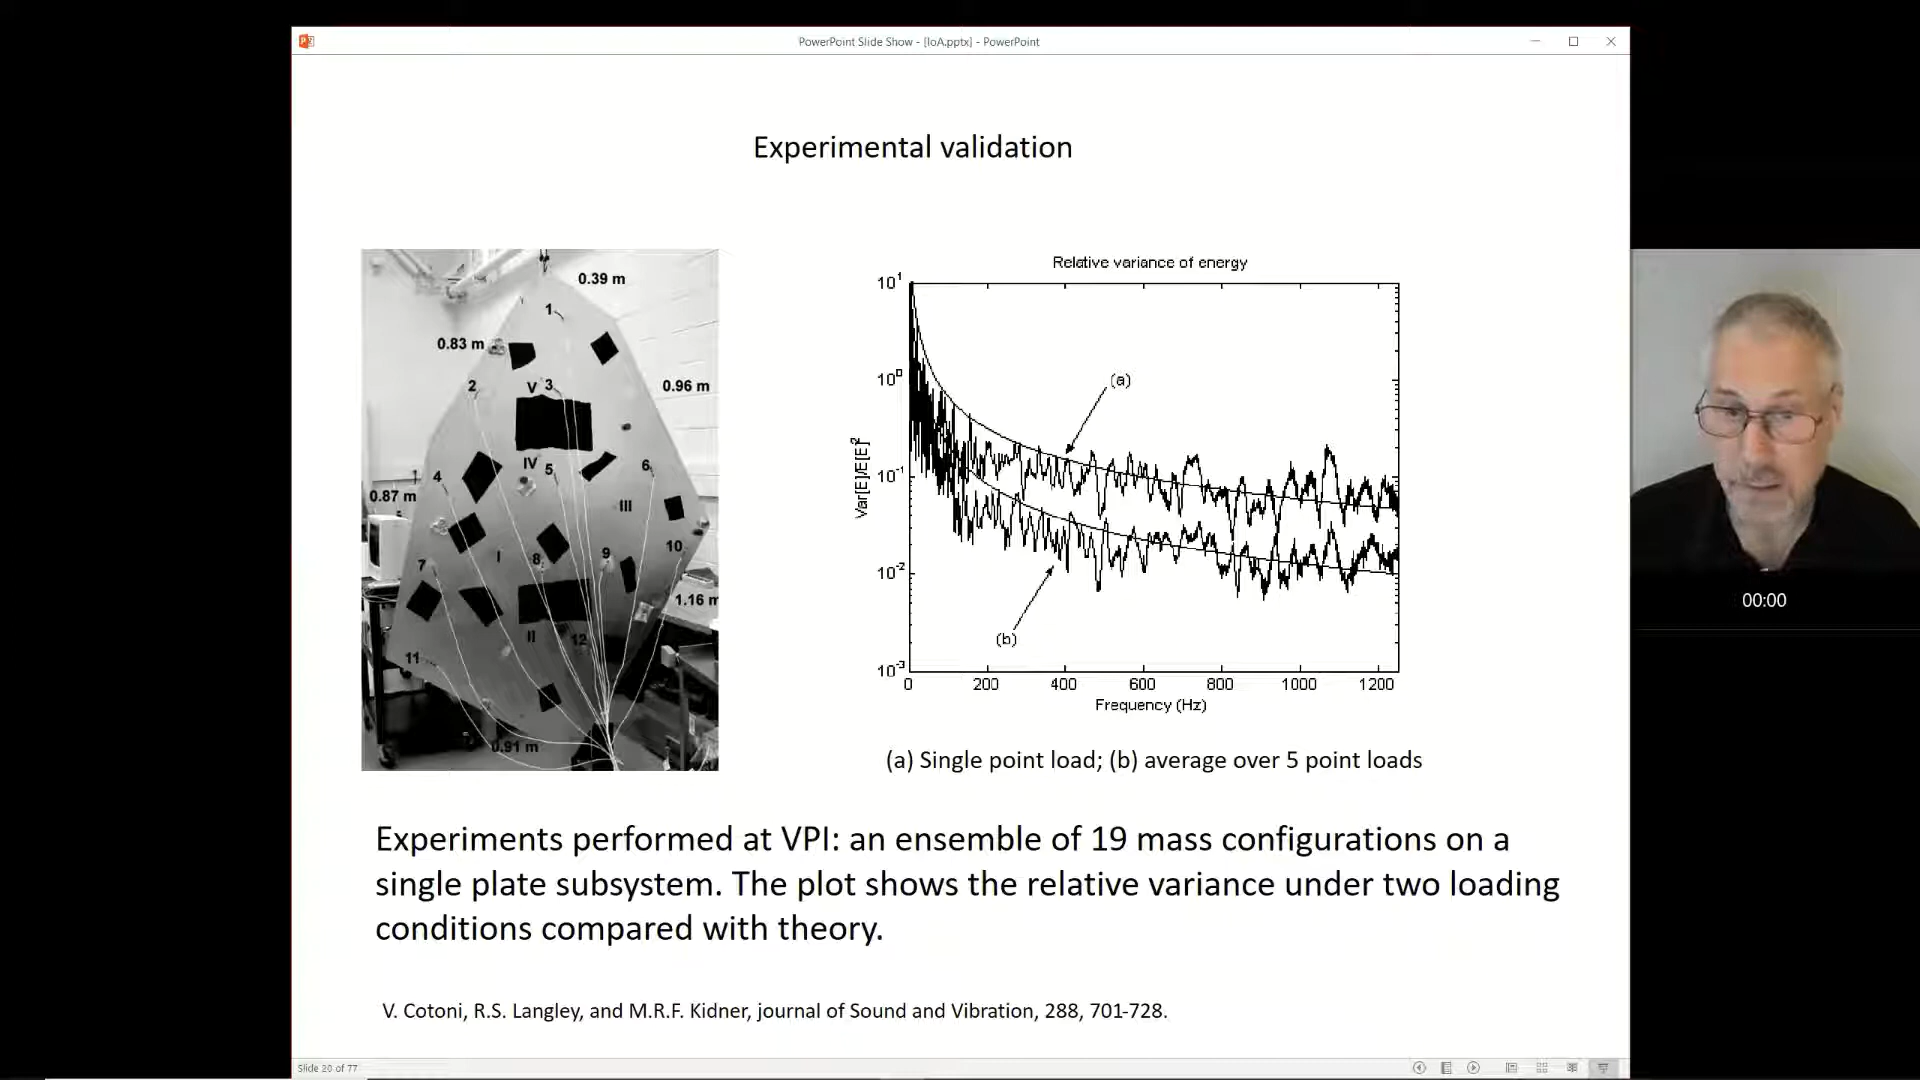 PowerPoint Slide Show - [IoA.pptx] - PowerPoint
Experimental validation
0.39 m
1
0.83 m
2
V 3
0.96 m
IV 5
6
4
0.87 m
III
10
9
8
I
7
1.16 m
II
12
11
0.91 m
Relative variance of energy
10^1
10^0
10^-1
10^-2
10^-3
Var[E]/E[E]^2
(a)
(b)
0 200 400 600 800 1000 1200
Frequency (Hz)
(a) Single point load; (b) average over 5 point loads
Experiments performed at VPI: an ensemble of 19 mass configurations on a
single plate subsystem. The plot shows the relative variance under two loading
conditions compared with theory.
V. Cotoni, R.S. Langley, and M.R.F. Kidner, journal of Sound and Vibration, 288, 701-728.
Slide 20 of 77
00:00